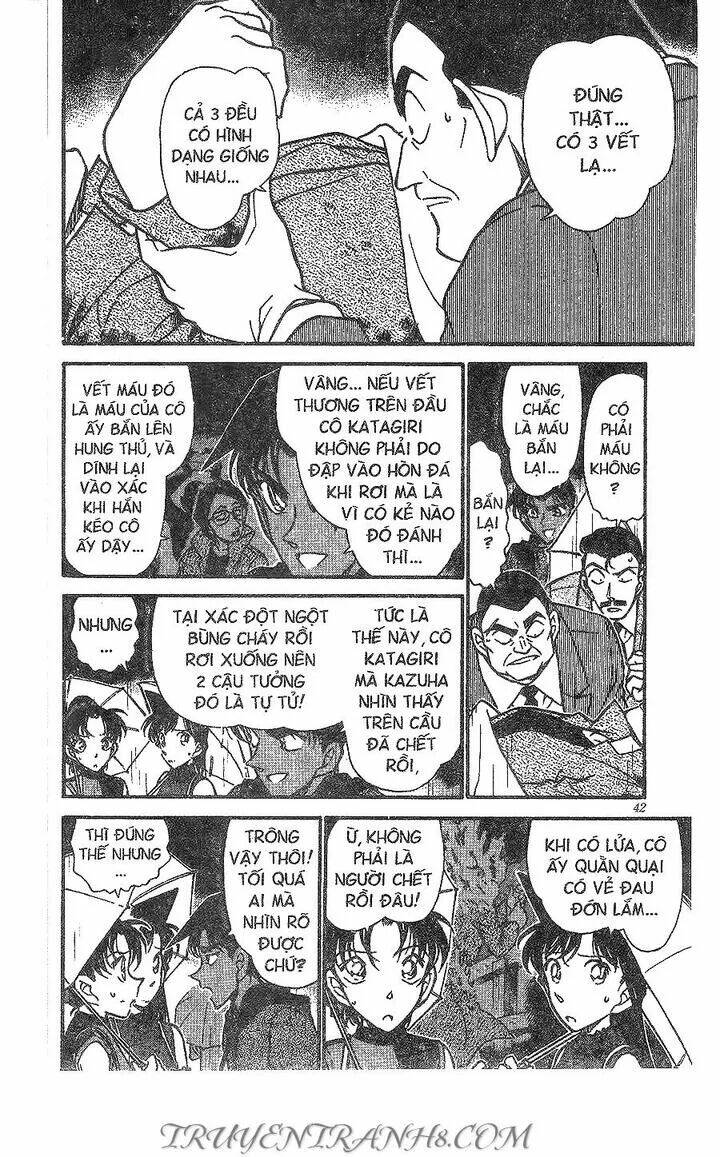 ĐÚNG
THẬT...
CÓ 3 VẾT
LẠ...
CẢ 3 ĐỀU
CÓ HÌNH
DẠNG GIỐNG
NHAU...
CÓ
PHẢI
MÁU
KHÔNG
?
VÂNG,
CHẮC
LÀ MÁU
BẮN
LẠI...
BẮN
LẠI
?
VÂNG... NẾU VẾT
THƯƠNG TRÊN ĐẦU
CÔ KATAGIRI
KHÔNG PHẢI DO
ĐẬP VÀO HÒN ĐÁ
KHI RƠI MÀ LÀ
VÌ CÓ KẺ NÀO
ĐÓ ĐÁNH
THÌ...
VẾT MÁU ĐÓ
LÀ MÁU CỦA CÔ
ẤY BẮN LÊN
HUNG THỦ, VÀ
DÍNH LẠI
VÀO XÁC
KHI HẮN
KÉO CÔ
ẤY DẬY...
TỨC LÀ
THẾ NÀY, CÔ
KATAGIRI
MÀ KAZUHA
NHÌN THẤY
TRÊN CẦU
ĐÃ CHẾT
RỒI,
TẠI XÁC ĐỘT NGỘT
BÙNG CHÁY RỒI
RƠI XUỐNG NÊN
2 CẬU TƯỞNG
ĐÓ LÀ TỰ TỬ!
NHƯNG
...
42
KHI CÓ LỬA, CÔ
ẤY QUẰN QUẠI
CÓ VẺ ĐAU
ĐỚN LẮM...
Ừ, KHÔNG
PHẢI LÀ
NGƯỜI CHẾT
RỒI ĐÂU!
TRÔNG
VẬY THÔI!
TỐI QUÁ
AI MÀ
NHÌN RÕ
ĐƯỢC
CHỨ?
THÌ ĐÚNG
THẾ NHƯNG
...
TRUYENTRANH8.COM